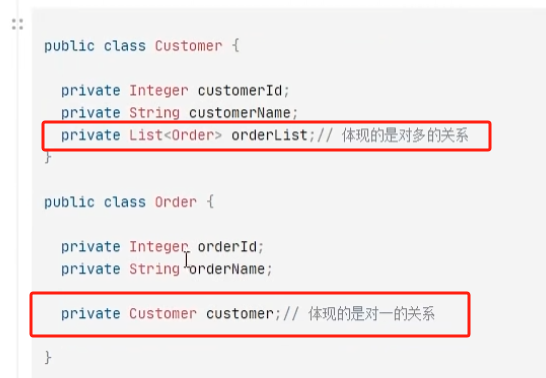 public class Customer {
private Integer customerId;
private String customerName;
private List<Order> orderList;// 体现的是对多的关系
}
public class Order {
private Integer orderId;
private String orderName;
private Customer customer;// 体现的是对一的关系
}